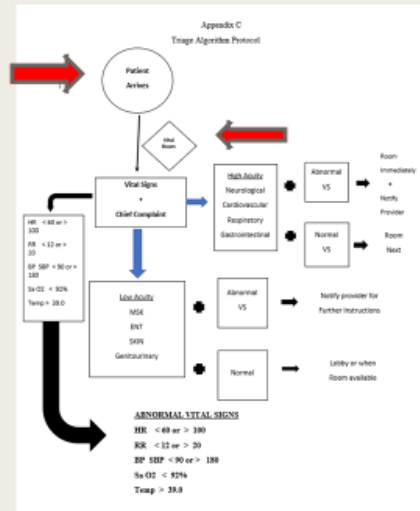 Appendix C
Triage Algorithm Protocol
Patient
Arrives
Vital
Room
Vital Signs
+
Chief Complaint
High Acuity
Neurological
Cardiovascular
Respiratory
Gastrointestinal
Abnormal
VS
Room
Immediately
+
Notify
Provider
Normal
VS
Room
Next
HR < 60 or >
100
RR < 12 or >
20
BP SBP < 90 or >
180
Sa O2 < 92%
Temp > 39.0
Low Acuity
MSK
ENT
SKIN
Genitourinary
Abnormal
VS
Notify provider for
Further Instructions
Normal
Lobby or when
Room available
ABNORMAL VITAL SIGNS
HR < 60 or > 100
RR < 12 or > 20
BP SBP < 90 or > 180
Sa O2 < 92%
Temp > 39.0